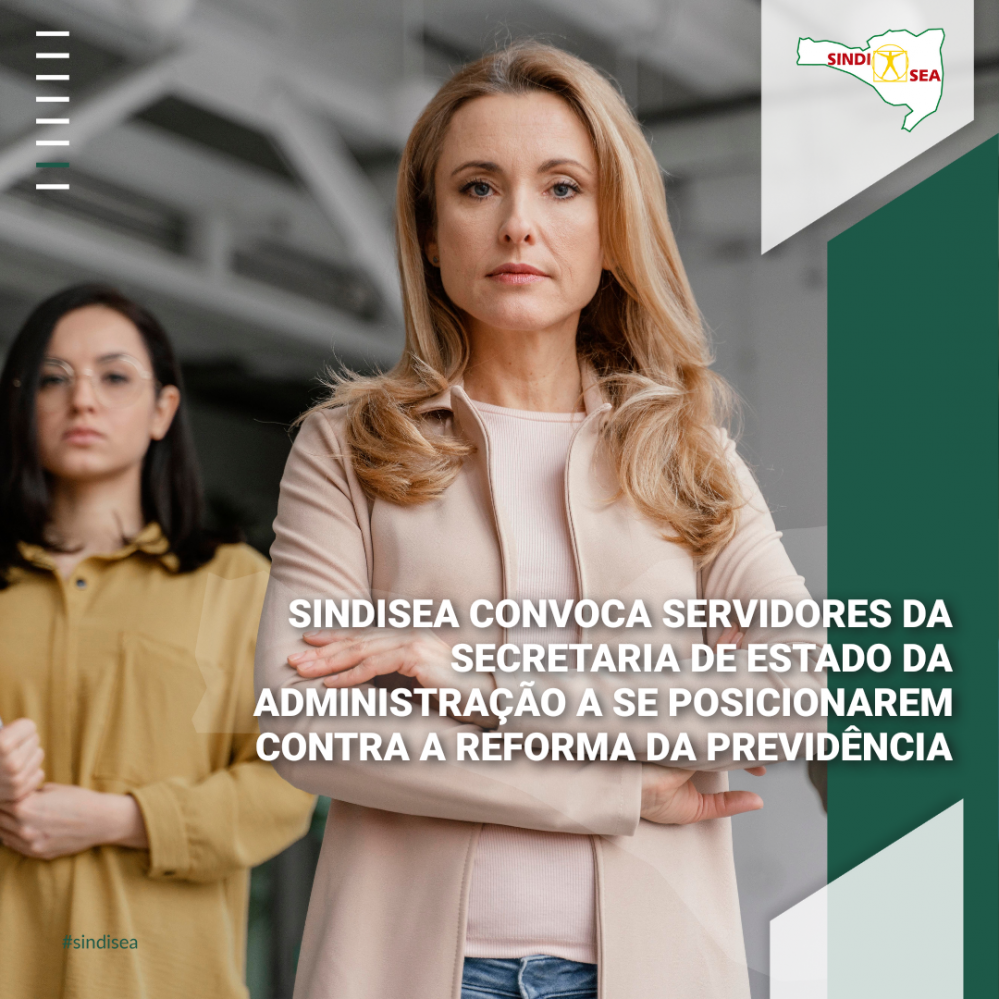 SINDI
SEA
SINDISEA CONVOCA SERVIDORES DA
SECRETARIA DE ESTADO DA
ADMINISTRAÇÃO A SE POSICIONAREM
CONTRA A REFORMA DA PREVIDÊNCIA
#sindisea